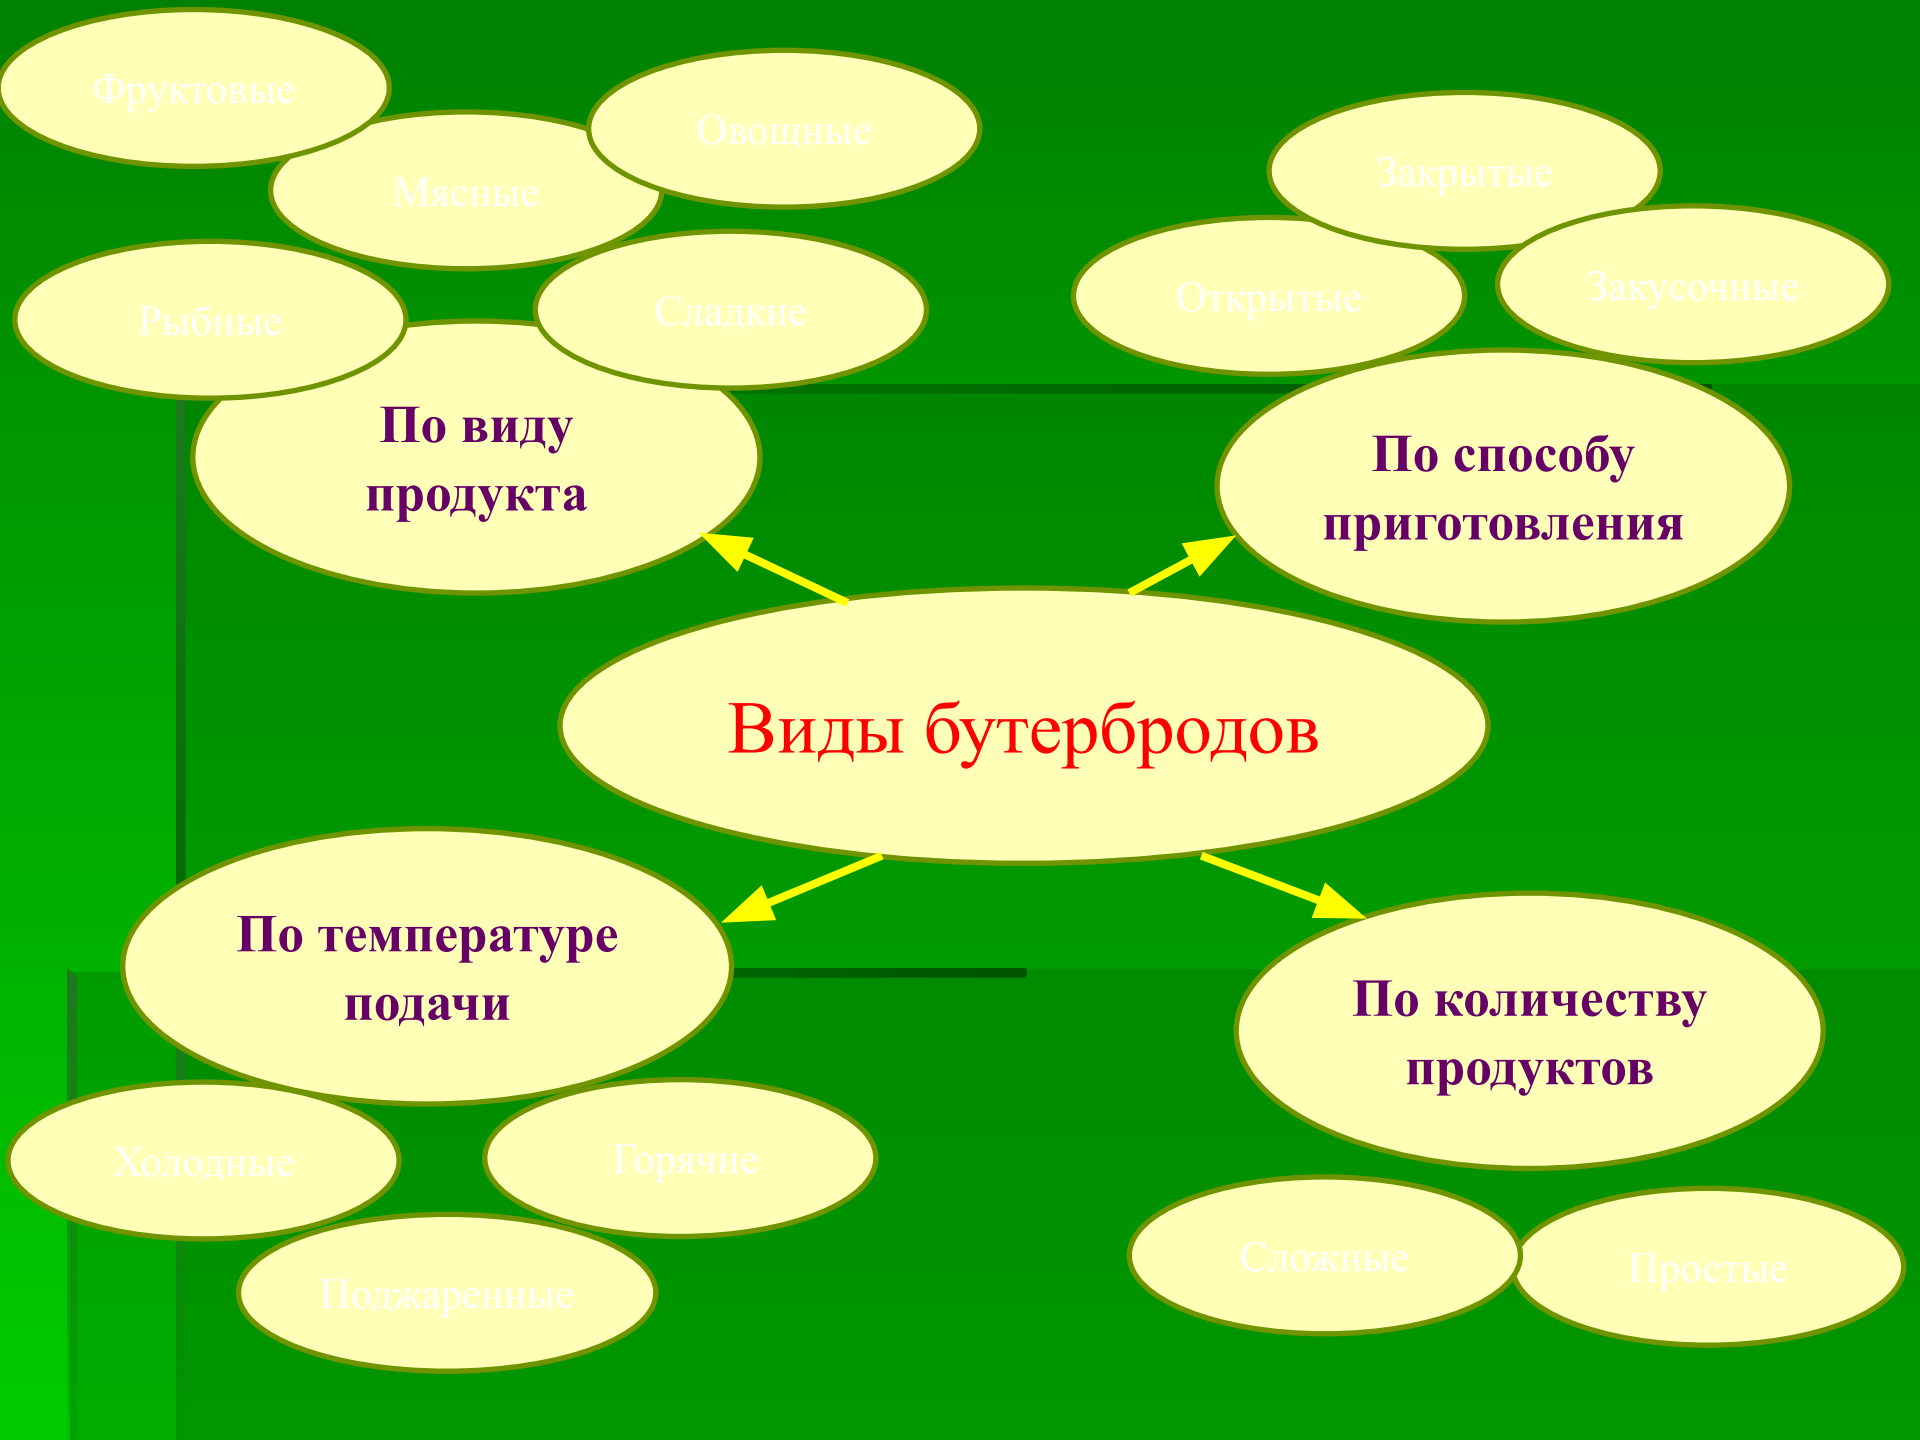 Фруктовые
Овощные
Мясные
Рыбные
Сладкие
По виду
продукта
Закрытые
Закусочные
Открытые
По способу
приготовления
Виды бутербродов
По температуре
подачи
Холодные
Горячие
Поджаренные
По количеству
продуктов
Сложные
Простые